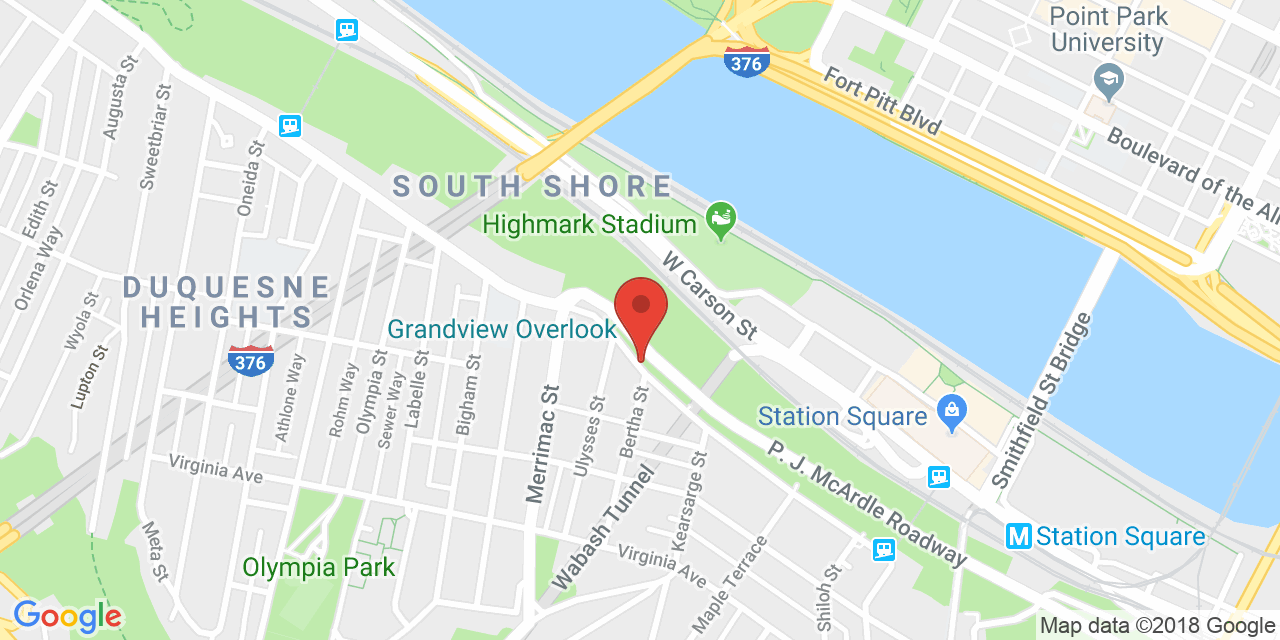 Point Park
University
376
Fort Pitt Blvd
Boulevard of the Al
Augusta St
Sweetbriar St
Oneida St
SOUTH SHORE
Edith St
Highmark Stadium
Orlena Way
W Carson St
DUQUESNE
HEIGHTS
Wyola St
Grandview Overlook
376
Lupton St
Athlone Way
Rohm Way
Olympia St
Sewer Way
Labelle St
Bigham St
Merrimac St
Ulysses St
Bertha St
Station Square
Smithfield St Bridge
Virginia Ave
Kearsarge St
P. J. McArdle Roadway
Wabash Tunnel
Meta St
M Station Square
Olympia Park
Virginia Ave
Maple Terrace
Shiloh St
Google
Map data ©2018 Google